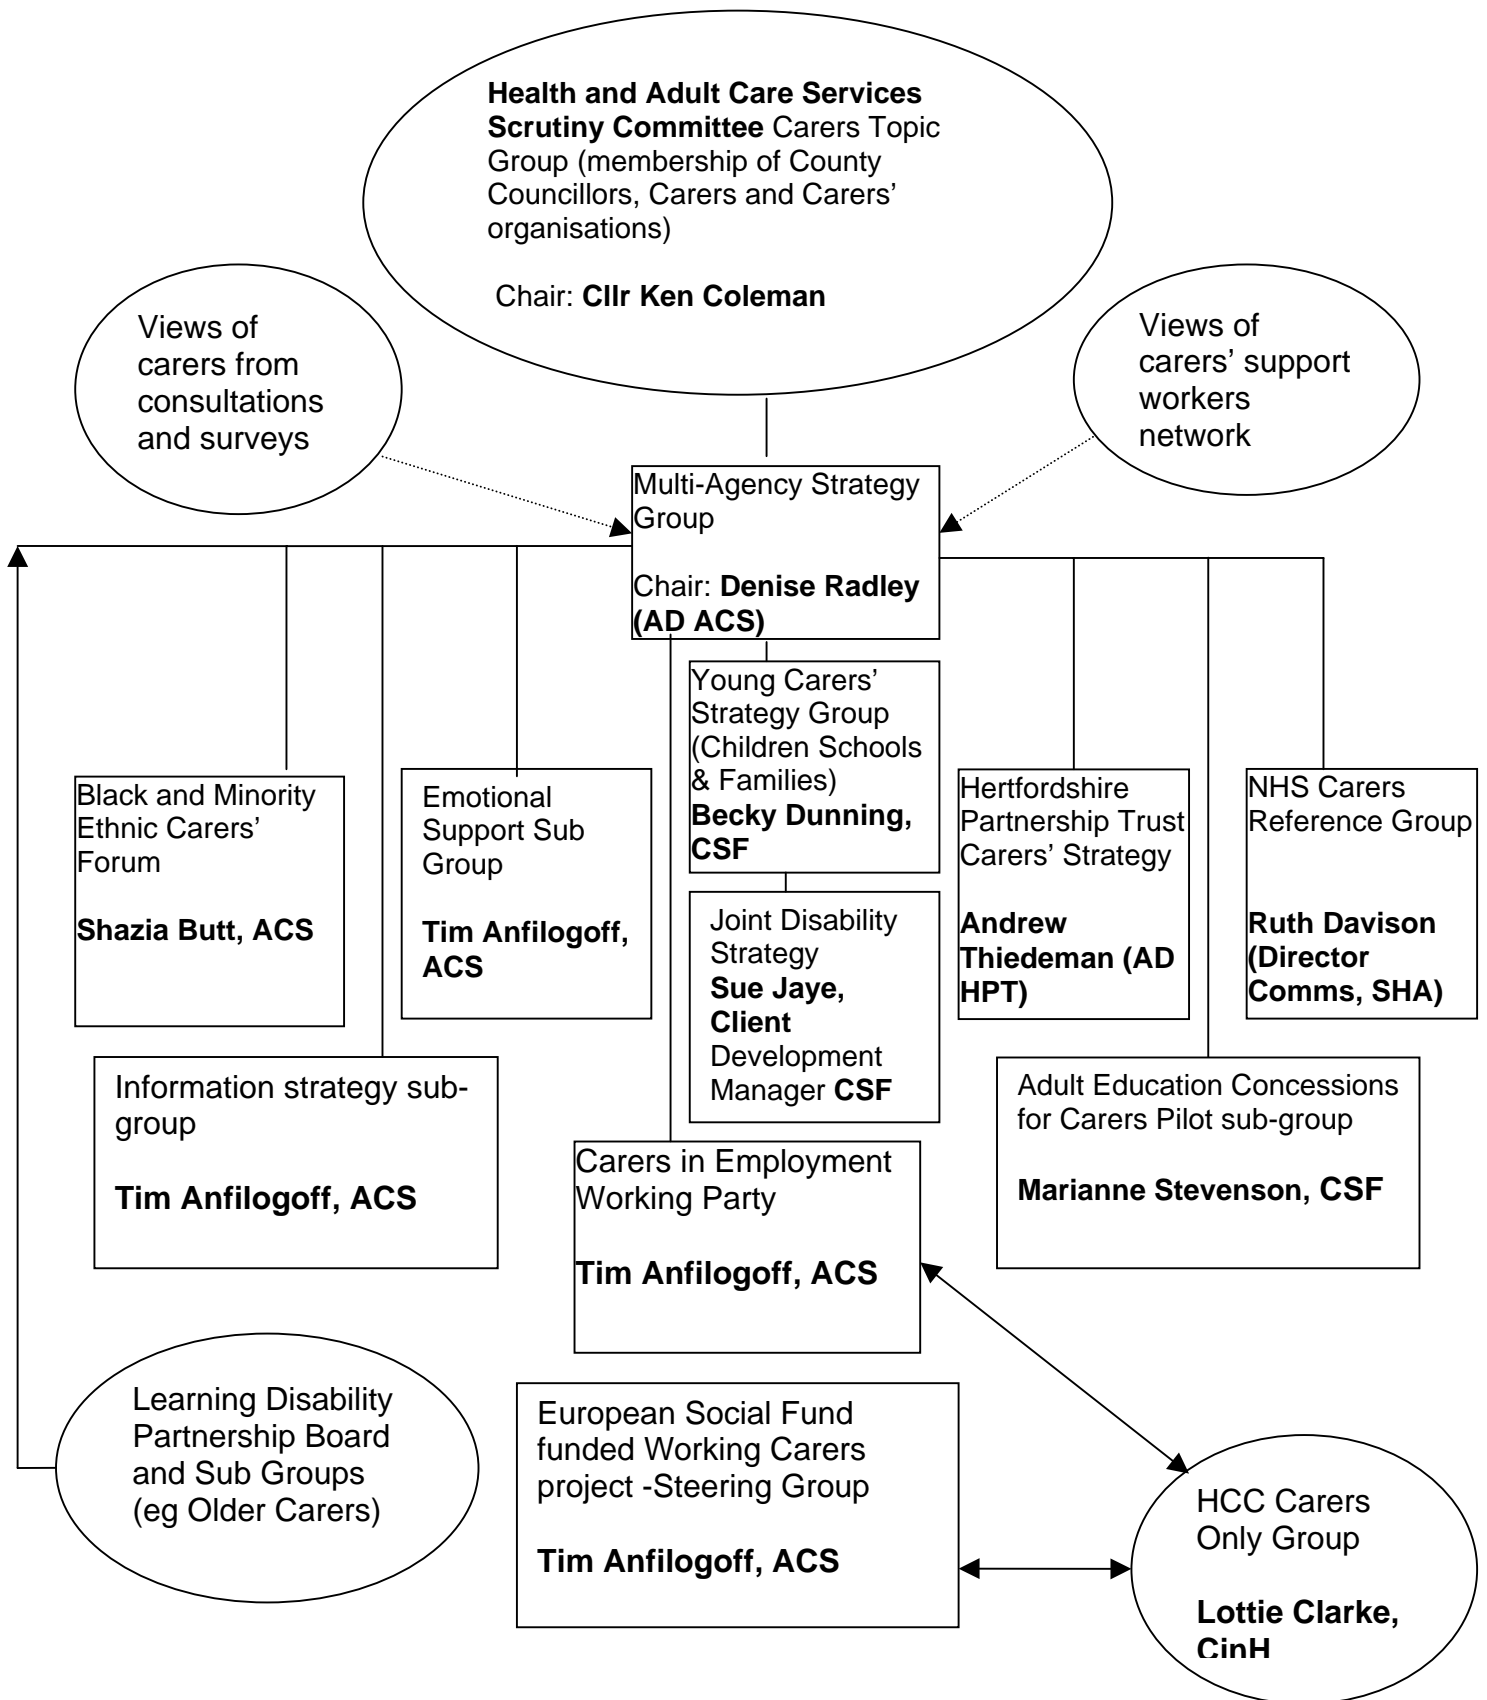 Health and Adult Care Services
Scrutiny Committee Carers Topic
Group (membership of County
Councillors, Carers and Carers’
organisations)
Chair: Cllr Ken Coleman
Views of
carers from
consultations
and surveys
Views of
carers’ support
workers
network
Multi-Agency Strategy
Group
Chair: Denise Radley
(AD ACS)
Young Carers’
Strategy Group
(Children Schools
& Families)
Becky Dunning,
CSF
Black and Minority
Ethnic Carers’
Forum
Shazia Butt, ACS
Emotional
Support Sub
Group
Tim Anfilogoff,
ACS
Hertfordshire
Partnership Trust
Carers’ Strategy
Andrew
Thiedeman (AD
HPT)
NHS Carers
Reference Group
Ruth Davison
(Director
Comms, SHA)
Joint Disability
Strategy
Sue Jaye,
Client
Development
Manager CSF
Information strategy sub-
group
Tim Anfilogoff, ACS
Adult Education Concessions
for Carers Pilot sub-group
Marianne Stevenson, CSF
Carers in Employment
Working Party
Tim Anfilogoff, ACS
Learning Disability
Partnership Board
and Sub Groups
(eg Older Carers)
European Social Fund
funded Working Carers
project -Steering Group
Tim Anfilogoff, ACS
HCC Carers
Only Group
Lottie Clarke,
CinH